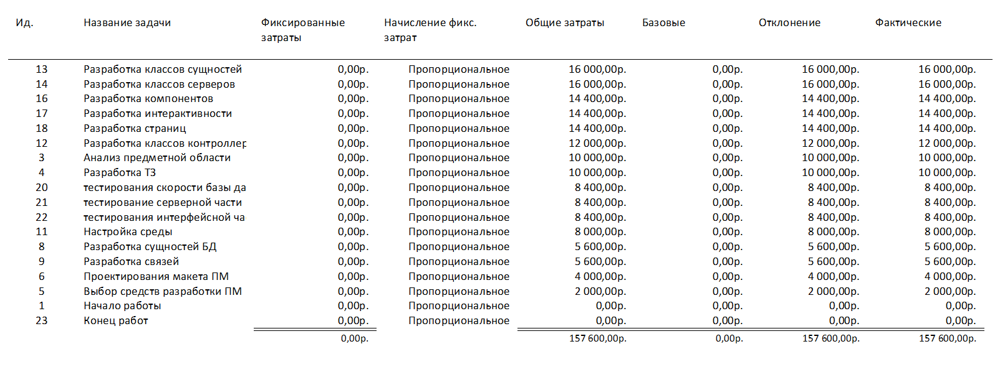 Ид. Название задачи Фиксированные затраты Начисление фикс. затрат Общие затраты Базовые Отклонение Фактические
13 Разработка классов сущностей 0,00р. Пропорциональное 16 000,00р. 0,00р. 16 000,00р. 16 000,00р.
14 Разработка классов серверов 0,00р. Пропорциональное 16 000,00р. 0,00р. 16 000,00р. 16 000,00р.
16 Разработка компонентов 0,00р. Пропорциональное 14 400,00р. 0,00р. 14 400,00р. 14 400,00р.
17 Разработка интерактивности 0,00р. Пропорциональное 14 400,00р. 0,00р. 14 400,00р. 14 400,00р.
18 Разработка страниц 0,00р. Пропорциональное 14 400,00р. 0,00р. 14 400,00р. 14 400,00р.
12 Разработка классов контроллер 0,00р. Пропорциональное 12 000,00р. 0,00р. 12 000,00р. 12 000,00р.
3 Анализ предметной области 0,00р. Пропорциональное 10 000,00р. 0,00р. 10 000,00р. 10 000,00р.
4 Разработка ТЗ 0,00р. Пропорциональное 10 000,00р. 0,00р. 10 000,00р. 10 000,00р.
20 тестирования скорости базы да 0,00р. Пропорциональное 8 400,00р. 0,00р. 8 400,00р. 8 400,00р.
21 тестирование серверной части 0,00р. Пропорциональное 8 400,00р. 0,00р. 8 400,00р. 8 400,00р.
22 тестирования интерфейсной ча 0,00р. Пропорциональное 8 400,00р. 0,00р. 8 400,00р. 8 400,00р.
11 Настройка среды 0,00р. Пропорциональное 8 000,00р. 0,00р. 8 000,00р. 8 000,00р.
8 Разработка сущностей БД 0,00р. Пропорциональное 5 600,00р. 0,00р. 5 600,00р. 5 600,00р.
9 Разработка связей 0,00р. Пропорциональное 5 600,00р. 0,00р. 5 600,00р. 5 600,00р.
6 Проектирования макета ПМ 0,00р. Пропорциональное 4 000,00р. 0,00р. 4 000,00р. 4 000,00р.
5 Выбор средств разработки ПМ 0,00р. Пропорциональное 2 000,00р. 0,00р. 2 000,00р. 2 000,00р.
1 Начало работы 0,00р. Пропорциональное 0,00р. 0,00р. 0,00р. 0,00р.
23 Конец работ 0,00р. Пропорциональное 0,00р. 0,00р. 0,00р. 0,00р.
0,00р. 157 600,00р. 0,00р. 157 600,00р. 157 600,00р.